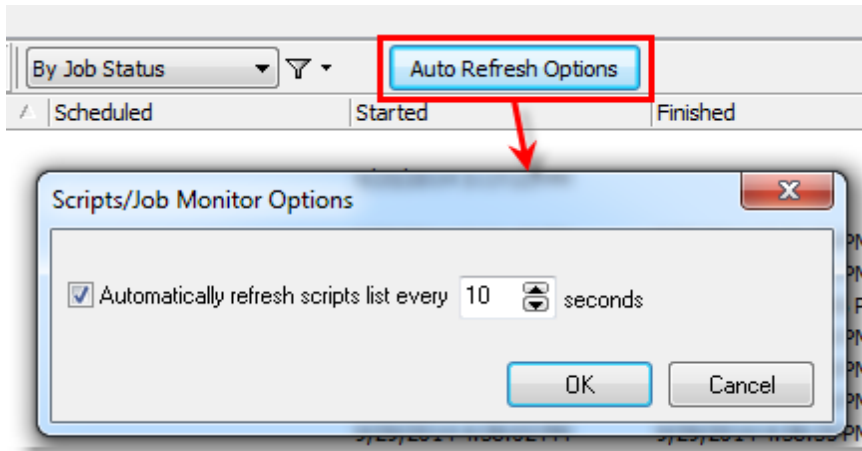 By Job Status Auto Refresh Options
Scheduled Started Finished
Scripts/Job Monitor Options
Automatically refresh scripts list every 10 seconds
OK Cancel